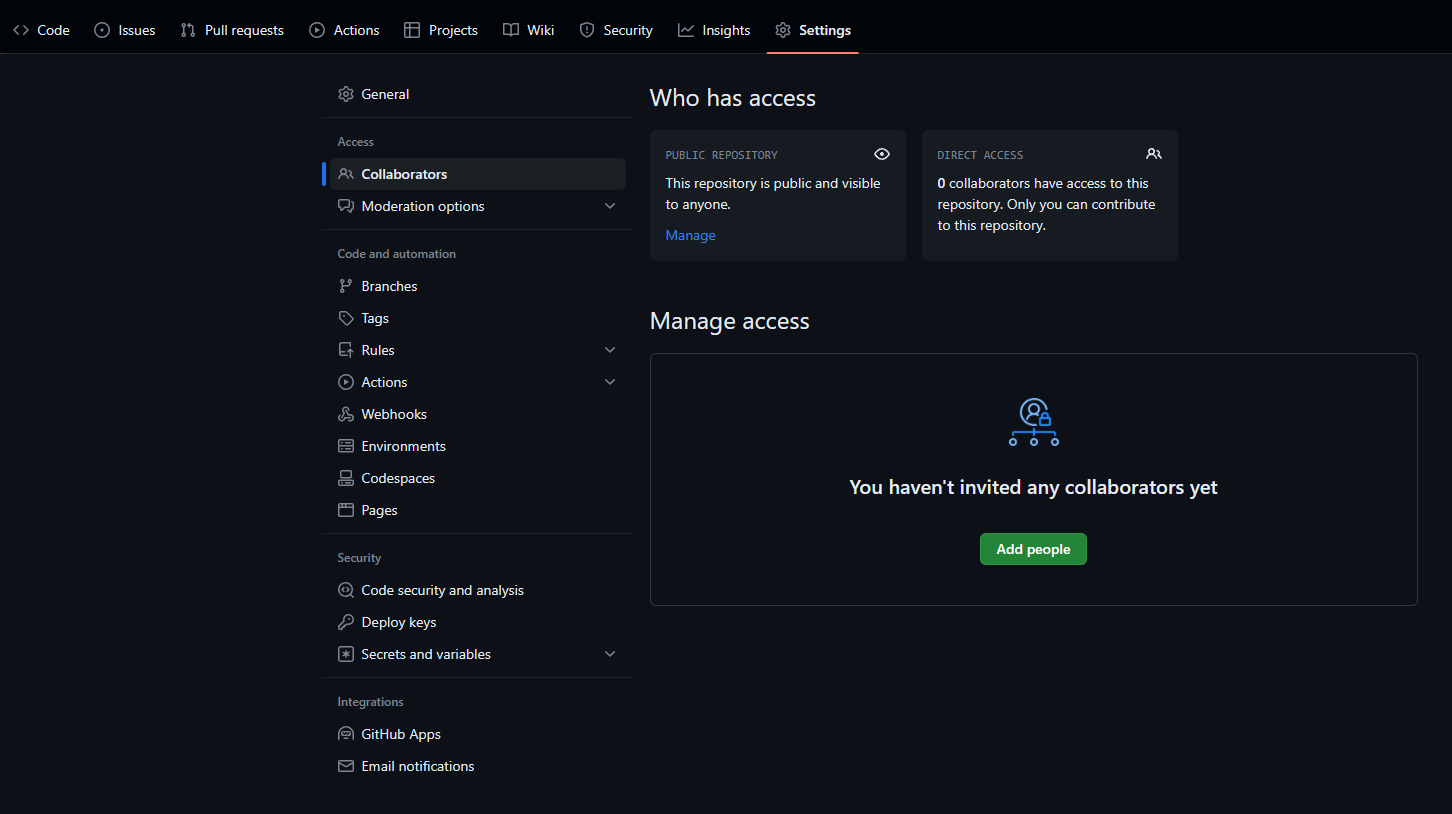 Code
Issues
Pull requests
Actions
Projects
Wiki
Security
Insights
Settings
General
Access
Collaborators
Moderation options
Code and automation
Branches
Tags
Rules
Actions
Webhooks
Environments
Codespaces
Pages
Security
Code security and analysis
Deploy keys
Secrets and variables
Integrations
GitHub Apps
Email notifications
Who has access
PUBLIC REPOSITORY
This repository is public and visible
to anyone.
Manage
DIRECT ACCESS
0 collaborators have access to this
repository. Only you can contribute
to this repository.
Manage access
You haven't invited any collaborators yet
Add people